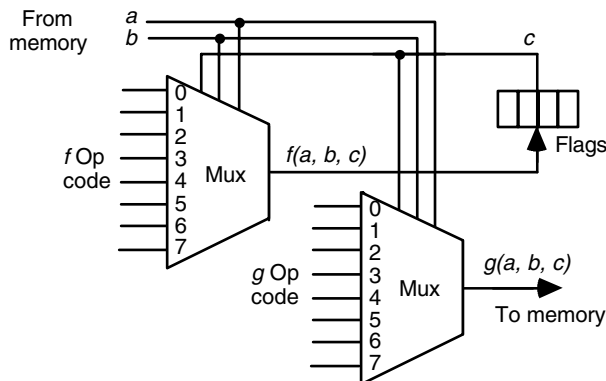 From
memory
a
b
c
0
1
2
3
4
5
6
7
f Op
code
Mux
f(a, b, c)
Flags
0
1
2
3
4
5
6
7
g Op
code
Mux
g(a, b, c)
To memory